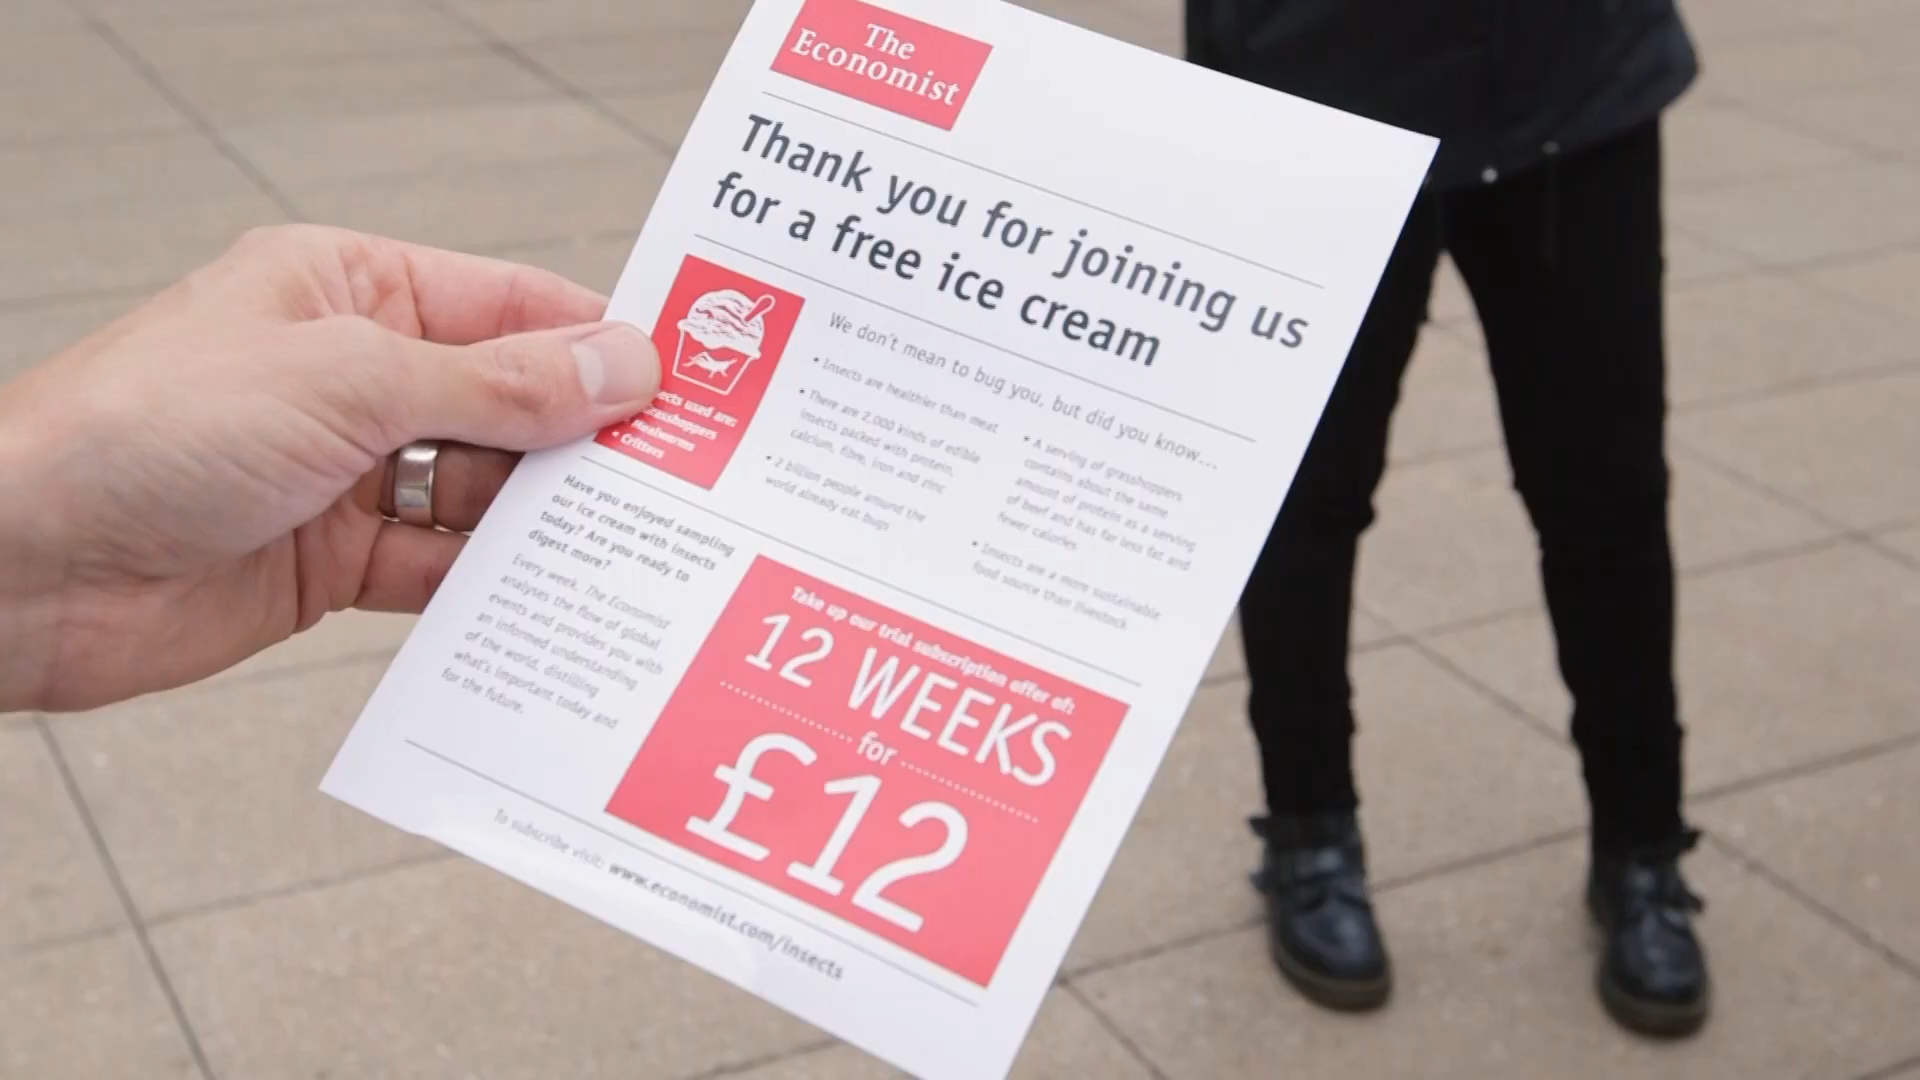 The
Economist
Thank you for joining us
for a free ice cream
ects used are:
Grasshoppers
Mealworms
• Critters
We don't mean to bug you, but did you know...
• Insects are healthier than meat
• There are 2,000 kinds of edible
insects packed with protein,
calcium, fibre, iron and zinc
• 2 billion people around the
world already eat bugs
• A serving of grasshoppers
contains about the same
amount of protein as a serving
of beef and has far less fat and
fewer calories
• Insects are a more sustainable
food source than livestock
Have you enjoyed sampling
our ice cream with insects
today? Are you ready to
digest more?
Every week, The Economist
analyses the flow of global
events and provides you with
an informed understanding
of the world, distilling
what's important today and
for the future.
Take up our trial subscription offer of:
12 WEEKS
for
£12
To subscribe visit: www.economist.com/insects